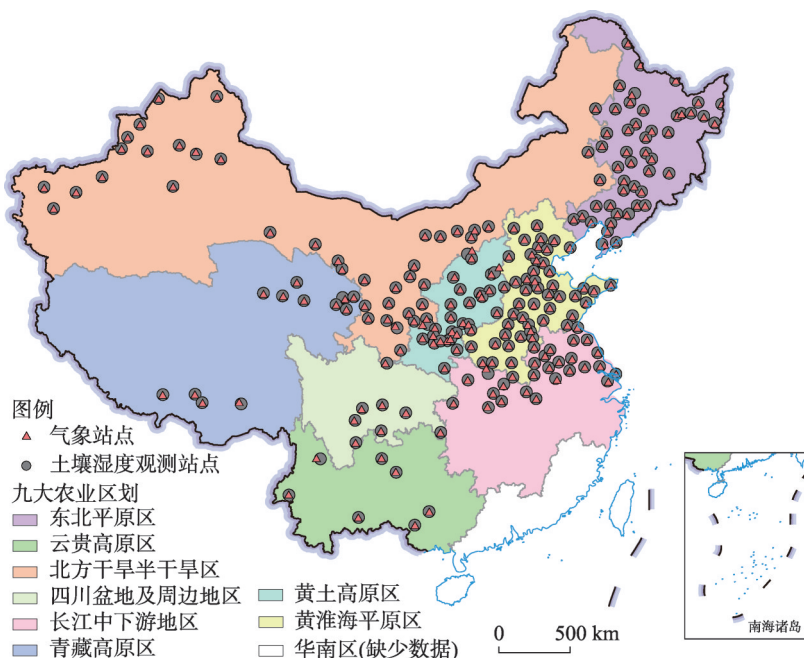 图例
气象站点
土壤湿度观测站点
九大农业区划
东北平原区
云贵高原区
北方干旱半干旱区
四川盆地及周边地区
长江中下游地区
青藏高原区
黄土高原区
黄淮海平原区
华南区(缺少数据)
0 500 km
南海诸岛